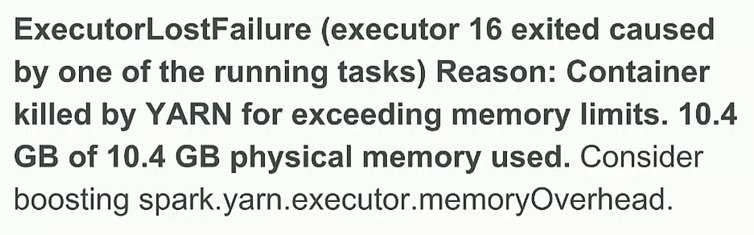 ExecutorLostFailure (executor 16 exited caused
by one of the running tasks) Reason: Container
killed by YARN for exceeding memory limits. 10.4
GB of 10.4 GB physical memory used. Consider
boosting spark.yarn.executor.memoryOverhead.